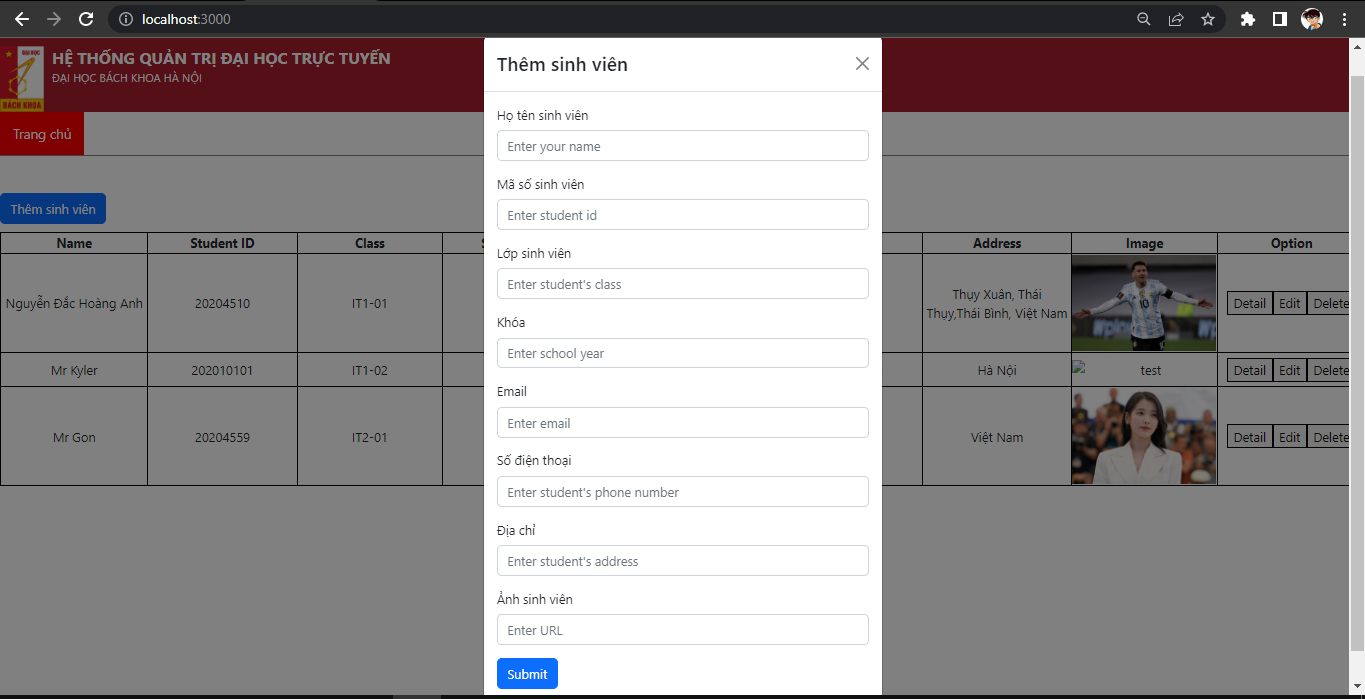 localhost:3000
ĐẠI HỌC
BÁCH KHOA
HỆ THỐNG QUẢN TRỊ ĐẠI HỌC TRỰC TUYẾN
ĐẠI HỌC BÁCH KHOA HÀ NỘI
Trang chủ
Thêm sinh viên
Name Student ID Class Address Image Option
Nguyễn Đắc Hoàng Anh 20204510 IT1-01 Thụy Xuân, Thái
Thụy,Thái Bình, Việt Nam
10
Detail Edit Delete
Mr Kyler 202010101 IT1-02 Hà Nội test Detail Edit Delete
Mr Gon 20204559 IT2-01 Việt Nam Detail Edit Delete
Thêm sinh viên
Họ tên sinh viên
Enter your name
Mã số sinh viên
Enter student id
Lớp sinh viên
Enter student's class
Khóa
Enter school year
Email
Enter email
Số điện thoại
Enter student's phone number
Địa chỉ
Enter student's address
Ảnh sinh viên
Enter URL
Submit